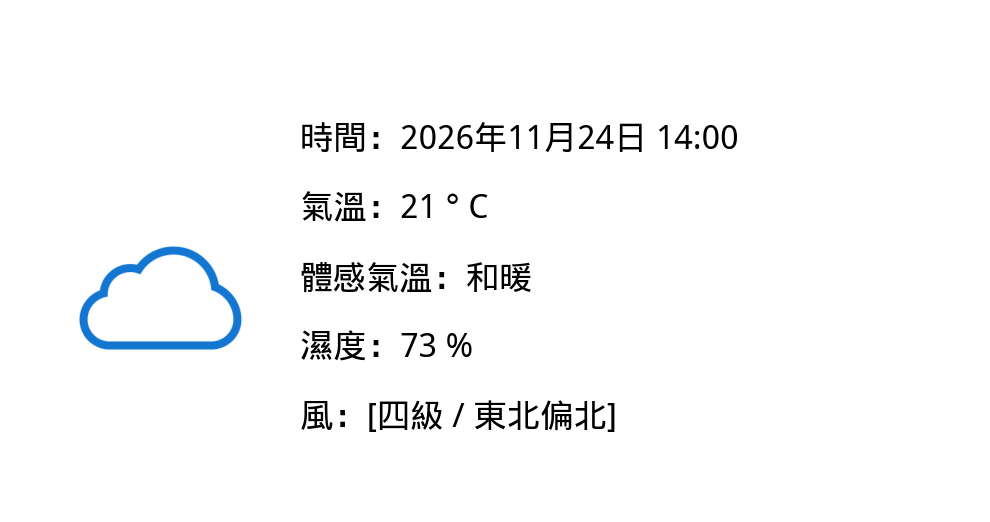 時間：2026年11月24日 14:00
氣溫：21 ° C
體感氣溫：和暖
濕度：73 %
風：[四級 / 東北偏北]